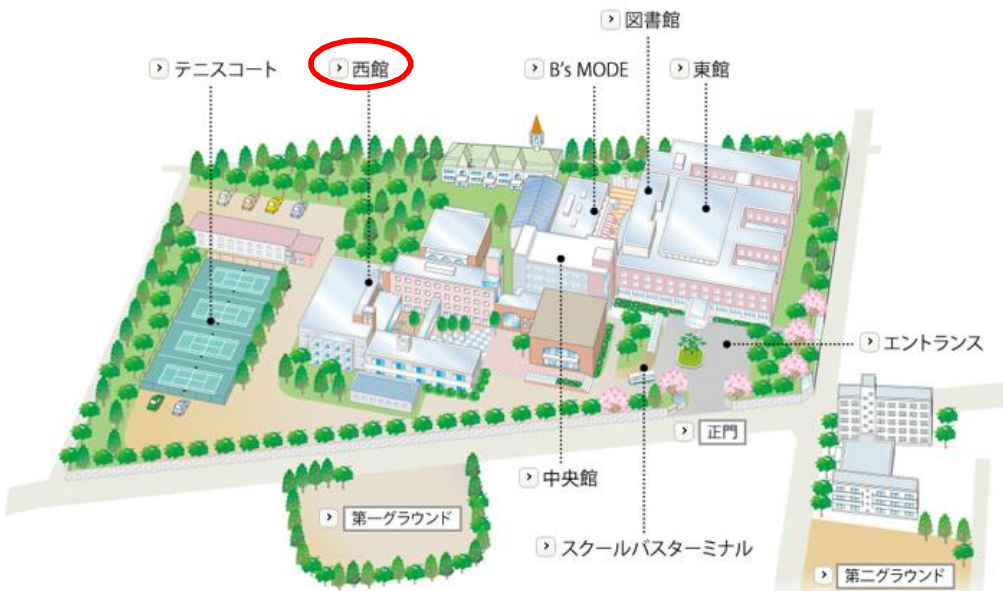 図書館
テニスコート
西館
B's MODE
東館
エントランス
正門
中央館
第一グラウンド
スクールバスターミナル
第二グラウンド